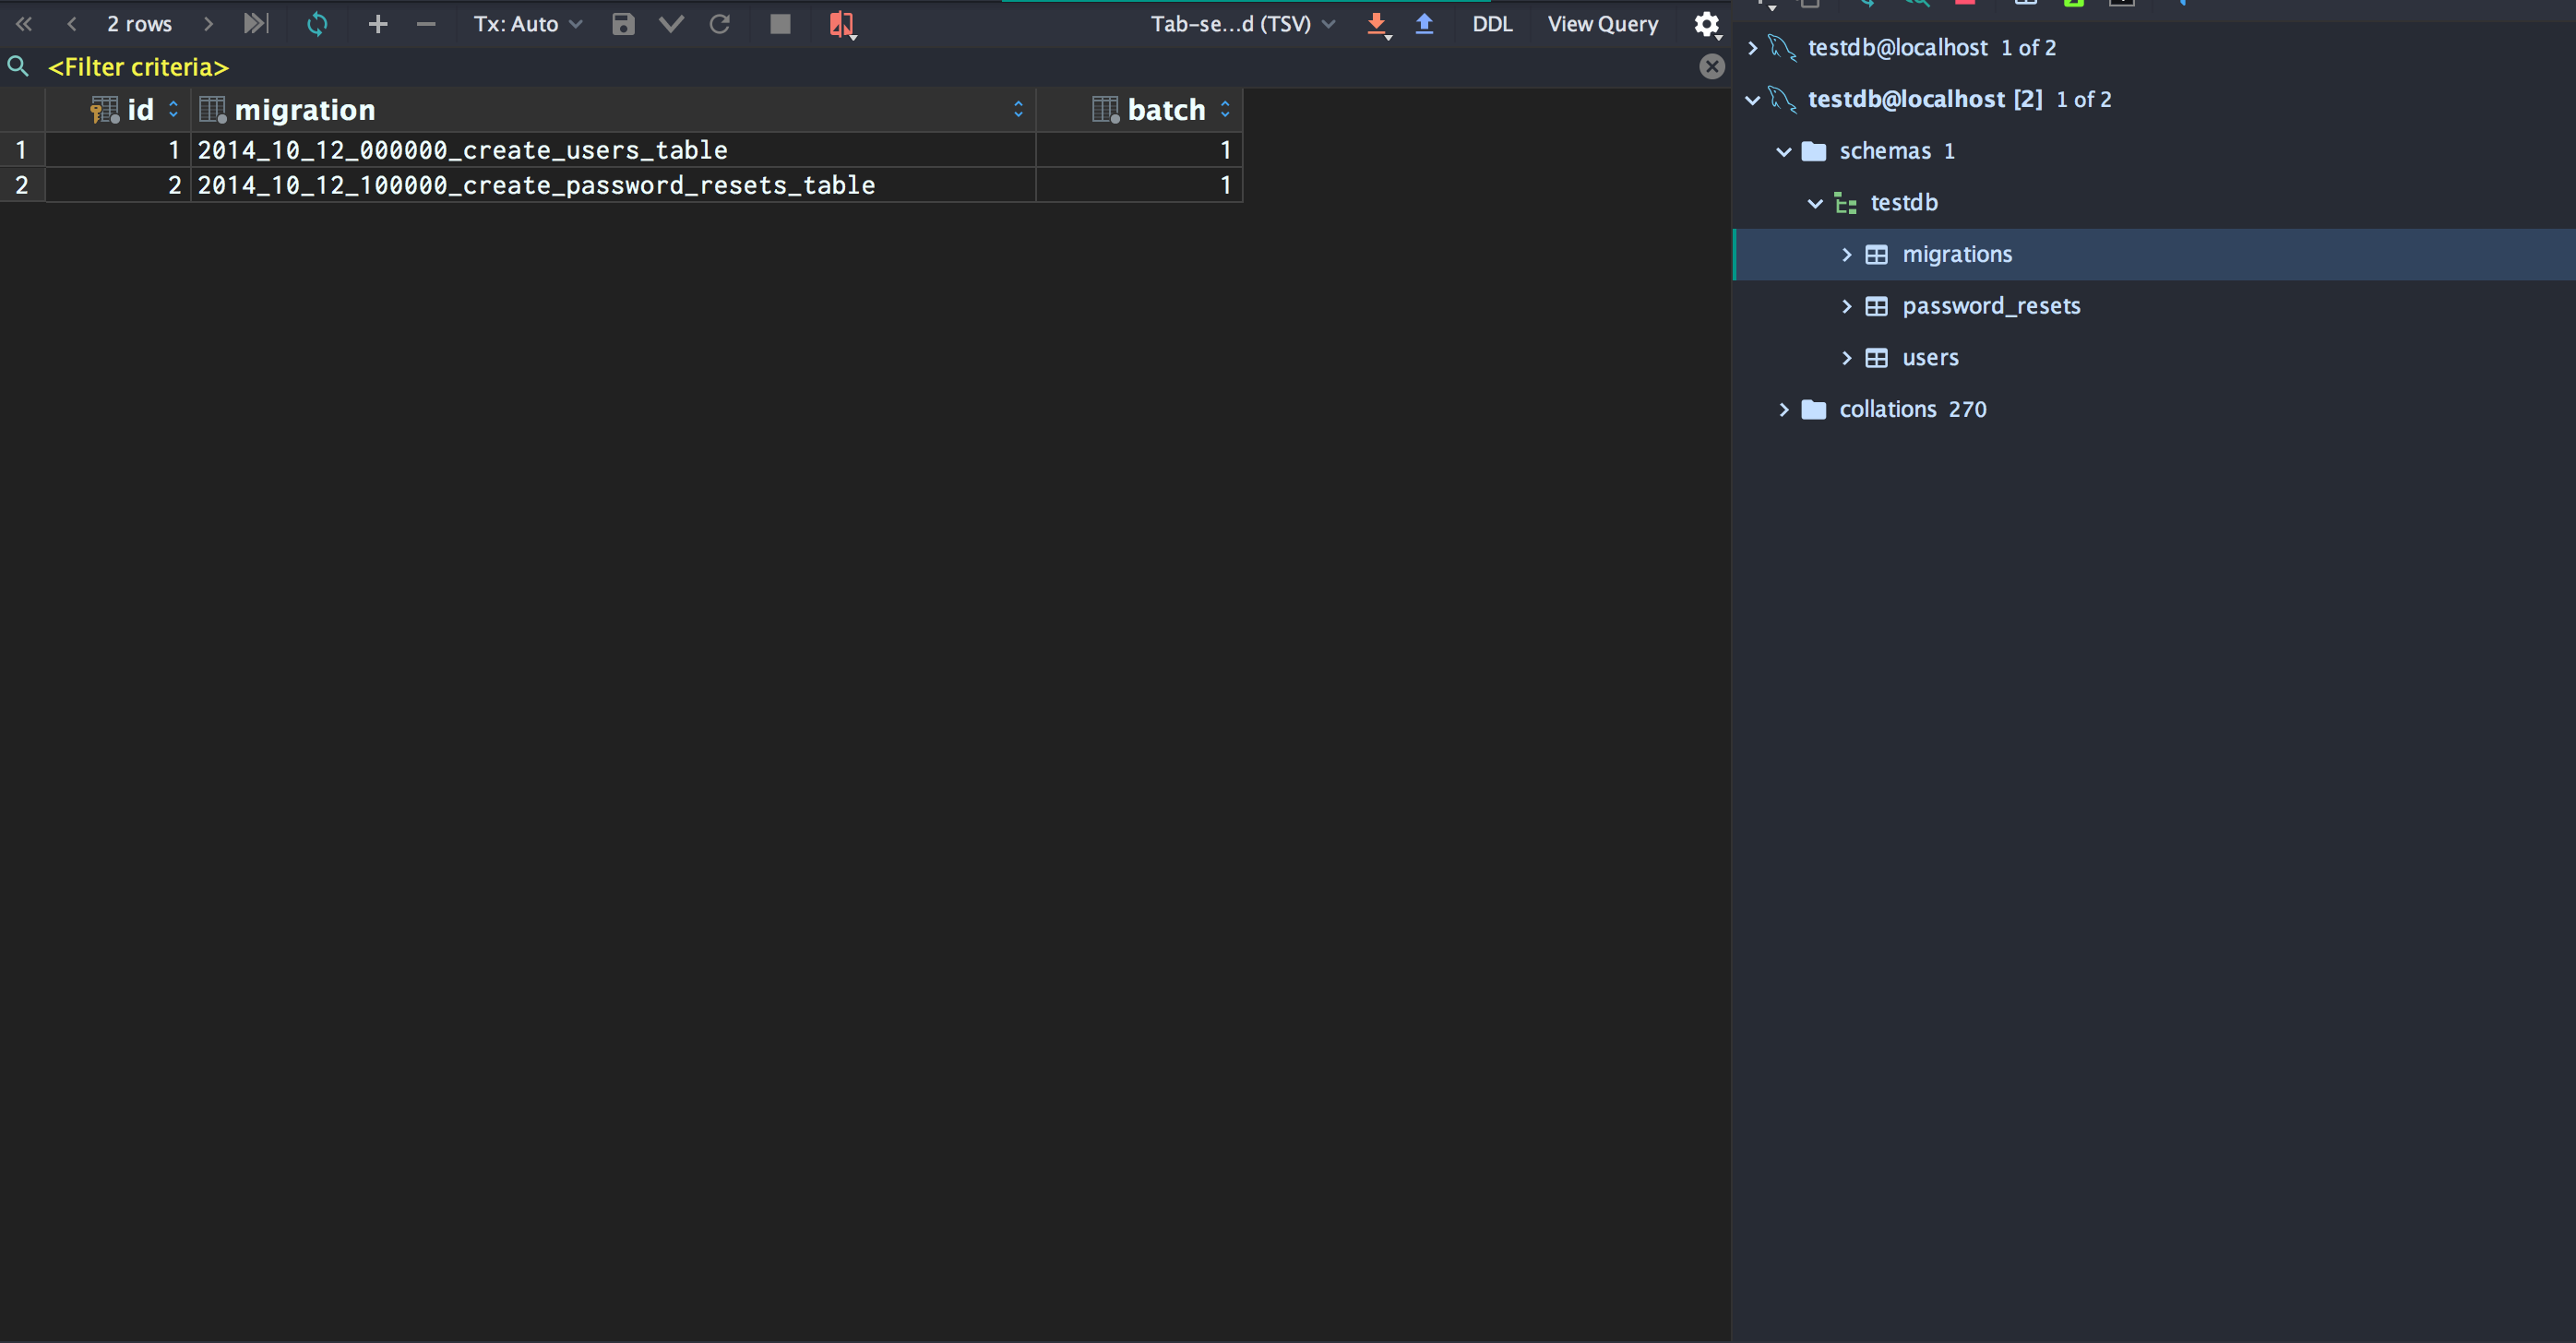 2 rows Tx: Auto Tab-se...d (TSV) DDL View Query
<Filter criteria>
id migration batch
1 1 2014_10_12_000000_create_users_table 1
2 2 2014_10_12_100000_create_password_resets_table 1
testdb@localhost 1 of 2
testdb@localhost [2] 1 of 2
schemas 1
testdb
migrations
password_resets
users
collations 270